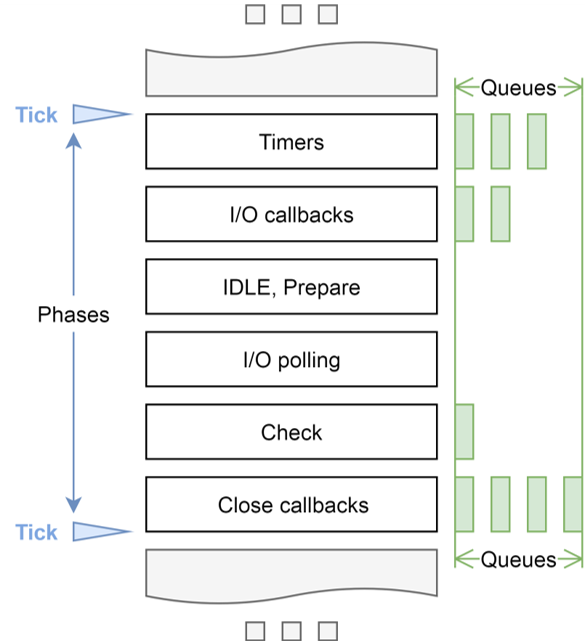 Queues
Tick
Timers
I/O callbacks
IDLE, Prepare
Phases
I/O polling
Check
Close callbacks
Tick
Queues